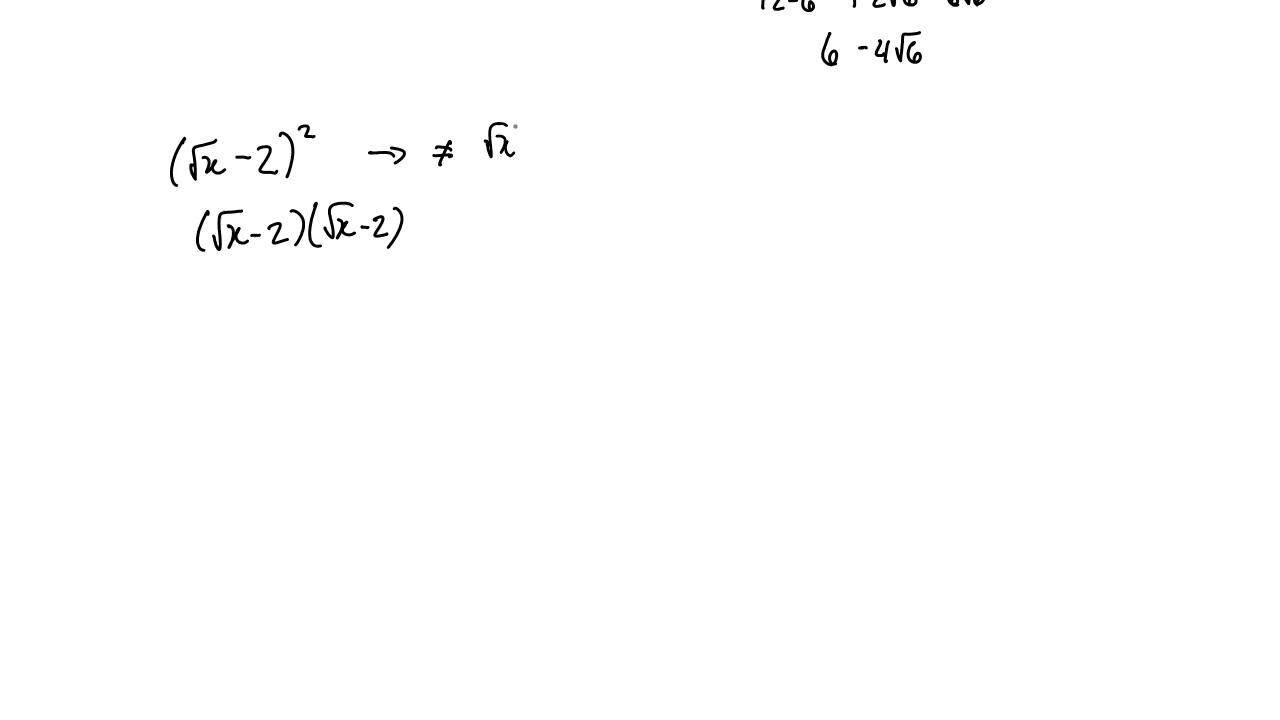 6 - 4√6
(√x - 2)² → ≠ √x
(√x - 2)(√x - 2)